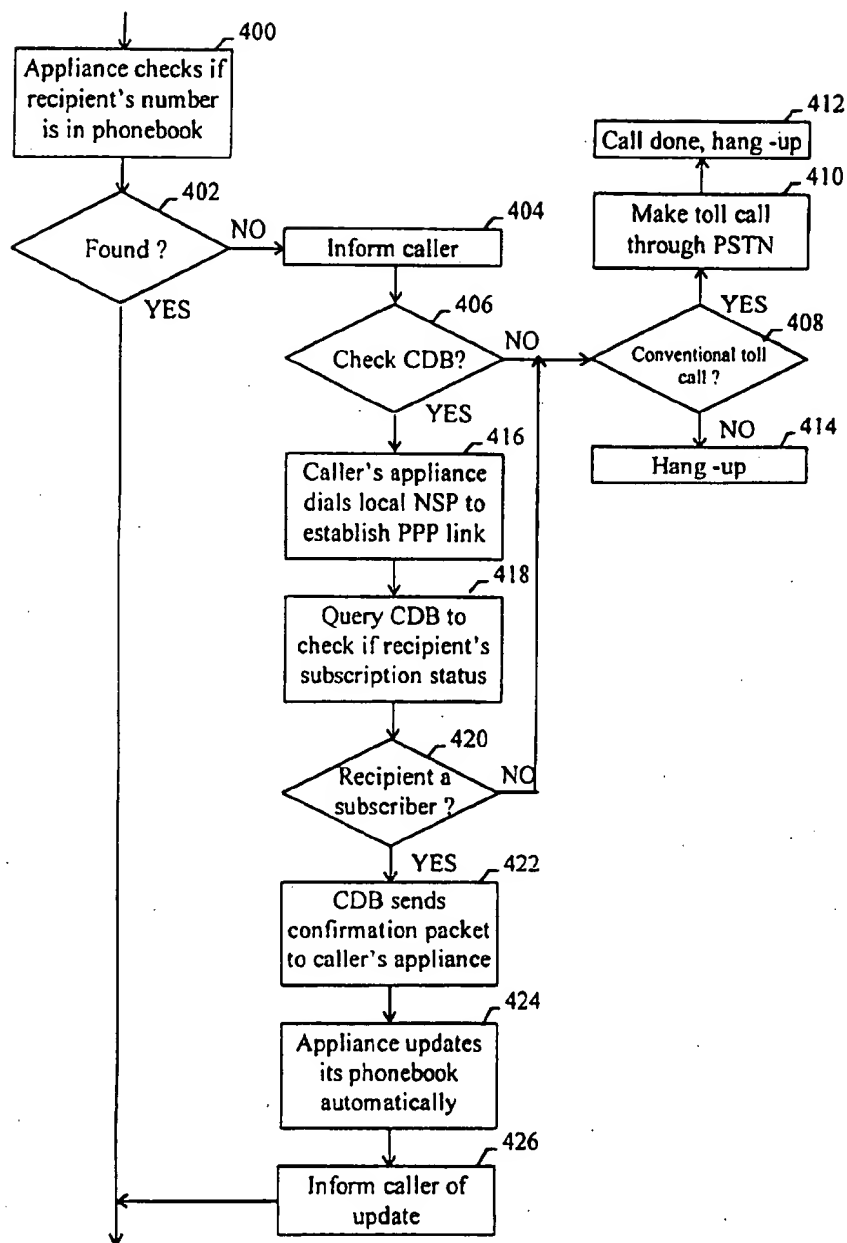 400
Appliance checks if
recipient's number
is in phonebook
402
Found ?
NO
YES
404
Inform caller
406
Check CDB?
NO
YES
408
Conventional toll
call ?
YES
NO
410
Make toll call
through PSTN
412
Call done, hang -up
414
Hang -up
416
Caller's appliance
dials local NSP to
establish PPP link
418
Query CDB to
check if recipient's
subscription status
420
Recipient a
subscriber ?
NO
YES
422
CDB sends
confirmation packet
to caller's appliance
424
Appliance updates
its phonebook
automatically
426
Inform caller of
update